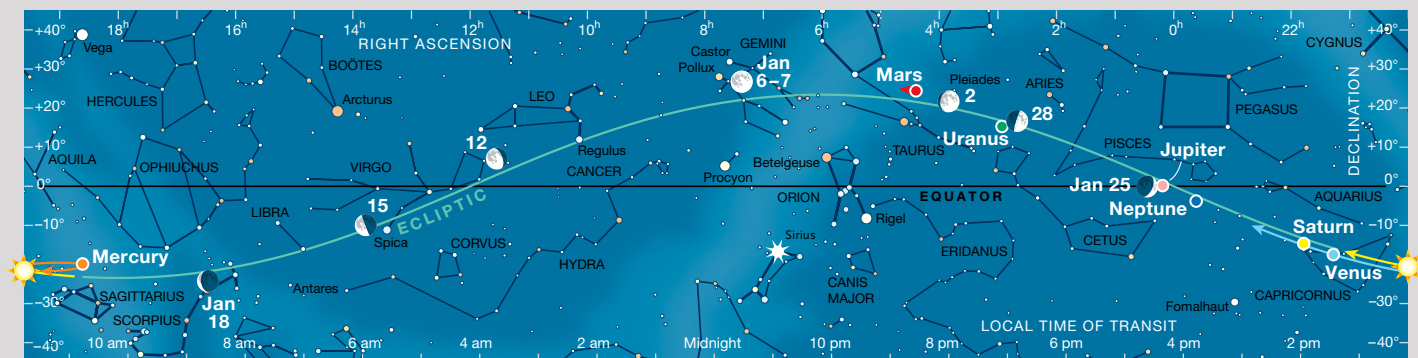 18h 16h 14h 12h 10h 8h 6h 4h 2h 0h 22h
+40° +40°
Vega
RIGHT ASCENSION
CYGNUS
BOÖTES
Castor
GEMINI
Pollux
Jan
6–7
+30° +30°
HERCULES
LEO
Mars
Pleiades
2
ARIES
28
PEGASUS
DECLINATION
Arcturus
+20° +20°
Uranus
12
Regulus
TAURUS
PISCES
Jupiter
+10° +10°
AQUILA
OPHIUCHUS
VIRGO
CANCER
Procyon
Betelgeuse
0° 0°
EQUATOR
Jan 25
Neptune
AQUARIUS
LIBRA
15
ECLIPTIC
Spica
ORION
Rigel
–10° –10°
CORVUS
Sirius
ERIDANUS
CETUS
Saturn
Mercury
HYDRA
Venus
SAGITTARIUS
Jan
18
Antares
CANIS
MAJOR
CAPRICORNUS
–30° –30°
SCORPIUS
Fomalhaut
LOCAL TIME OF TRANSIT
–40° –40°
10 am 8 am 6 am 4 am 2 am Midnight 10 pm 8 pm 6 pm 4 pm 2 pm